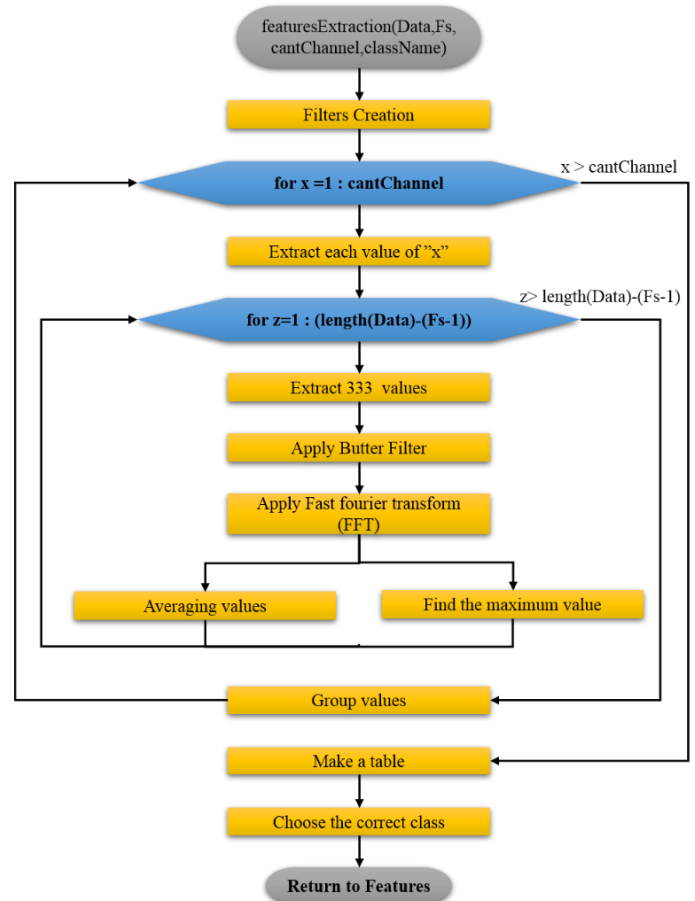 featuresExtraction(Data,Fs,
cantChannel,className)
Filters Creation
x > cantChannel
for x =1 : cantChannel
Extract each value of ”x”
z> length(Data)-(Fs-1)
for z=1 : (length(Data)-(Fs-1))
Extract 333 values
Apply Butter Filter
Apply Fast fourier transform
(FFT)
Averaging values
Find the maximum value
Group values
Make a table
Choose the correct class
Return to Features